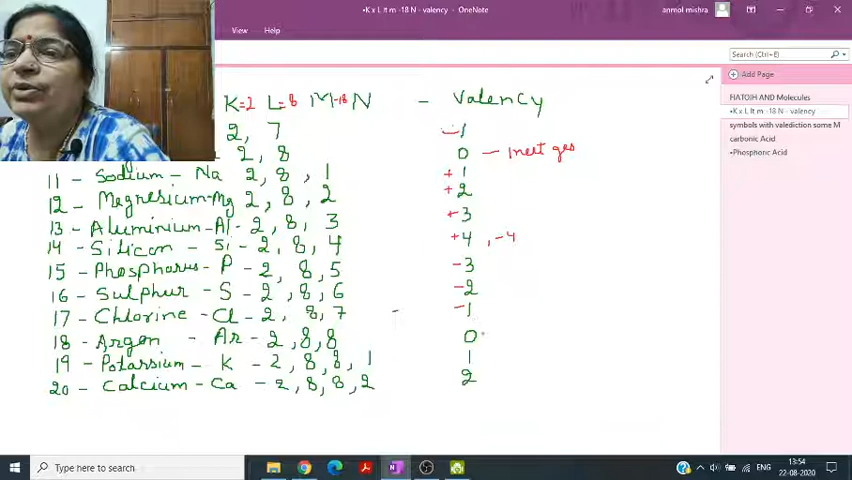 •K x L lt m -18 N - valency - OneNote
anmol mishra
View Help
Search (Ctrl+E)
Add Page
FIATOIH AND Molecules
•K x L lt m -18 N - valency
symbols with valediction some M
carbonic Acid
•Phosphoric Acid
K=2 L=8 M-18 N - Valency
2, 7 -1
2, 8 0 - Inert gas
11 - Sodium - Na 2, 8, 1 +1
12 - Megnesium-Mg 2, 8, 2 +2
13 - Aluminium-Al-2, 8, 3 +3
14 - Silicon - Si-2, 8, 4 +4, -4
15 - Phosphorus-P-2, 8, 5 -3
16 - Sulphur - S-2, 8, 6 -2
17 - Chlorine - Cl-2, 8, 7 - -1
18 - Argon - Ar-2, 8, 8 0
19 - Potassium - K -2, 8, 8, 1 1
20 - Calcium-Ca -2, 8, 8, 2 2
Type here to search
ENG
13:54
22-08-2020